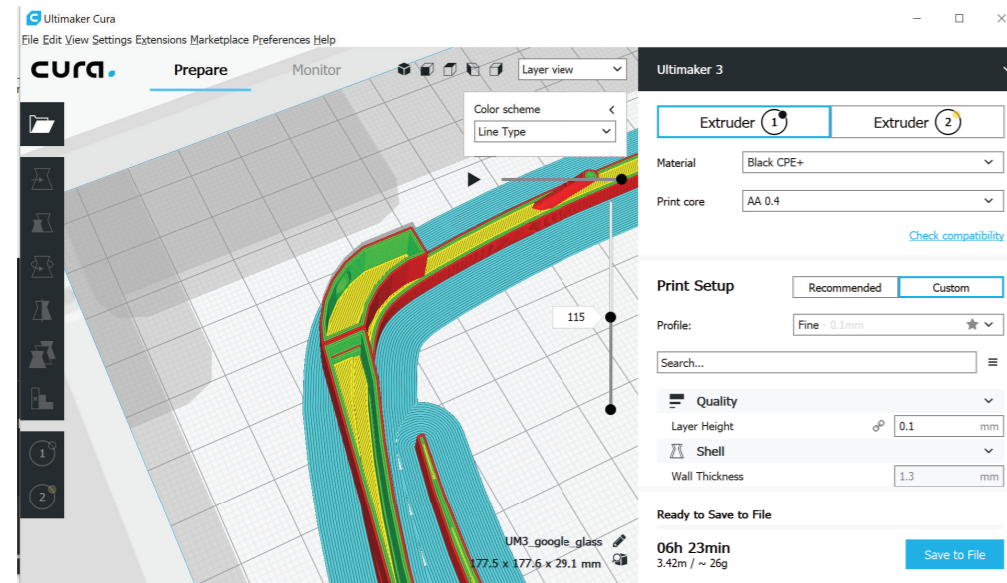 Ultimaker Cura
File Edit View Settings Extensions Marketplace Preferences Help
cura.
Prepare
Monitor
Layer view
Color scheme
Line Type
115
UM3_google_glass
177.5 x 177.6 x 29.1 mm
1
2
Ultimaker 3
Extruder 1
Extruder 2
Material
Black CPE+
Print core
AA 0.4
Check compatibility
Print Setup
Recommended
Custom
Profile:
Fine - 0.1mm
Search...
Quality
Layer Height
0.1 mm
Shell
Wall Thickness
1.3 mm
Ready to Save to File
06h 23min
3.42m / ~ 26g
Save to File